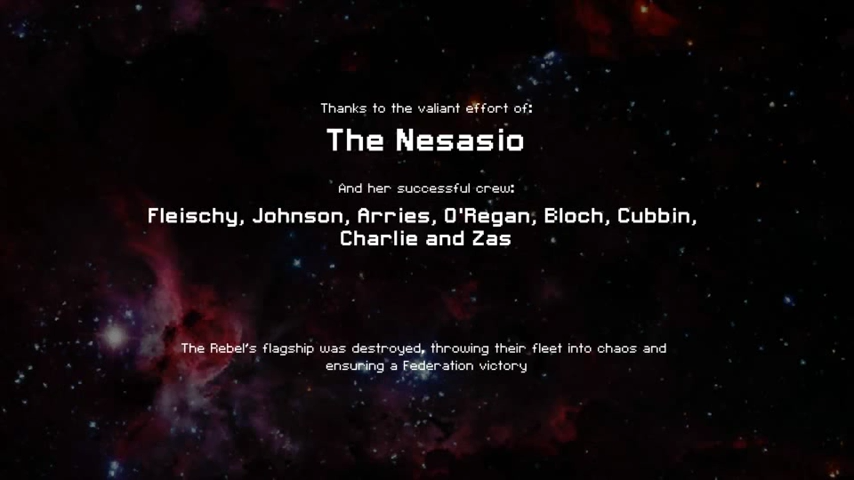 Thanks to the valiant effort of:
The Nesasio
And her successful crew:
Fleischy, Johnson, Arries, O'Regan, Bloch, Cubbin,
Charlie and Zas
The Rebel's flagship was destroyed, throwing their fleet into chaos and
ensuring a Federation victory